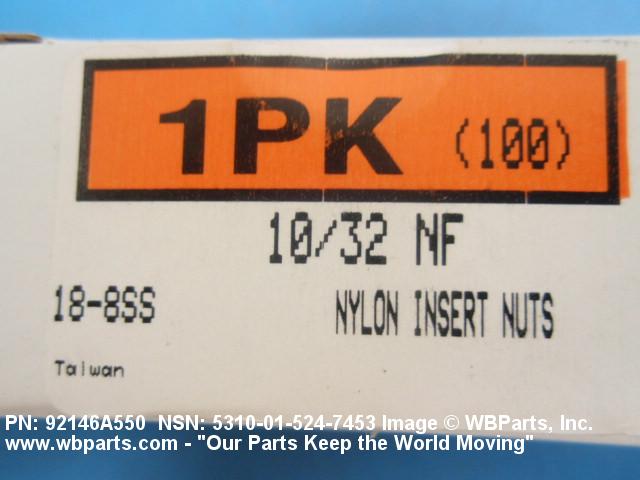 1PK (100)
10/32 NF
18-8SS NYLON INSERT NUTS
Taiwan
PN: 92146A550 NSN: 5310-01-524-7453 Image © WBParts, Inc.
www.wbparts.com - "Our Parts Keep the World Moving"